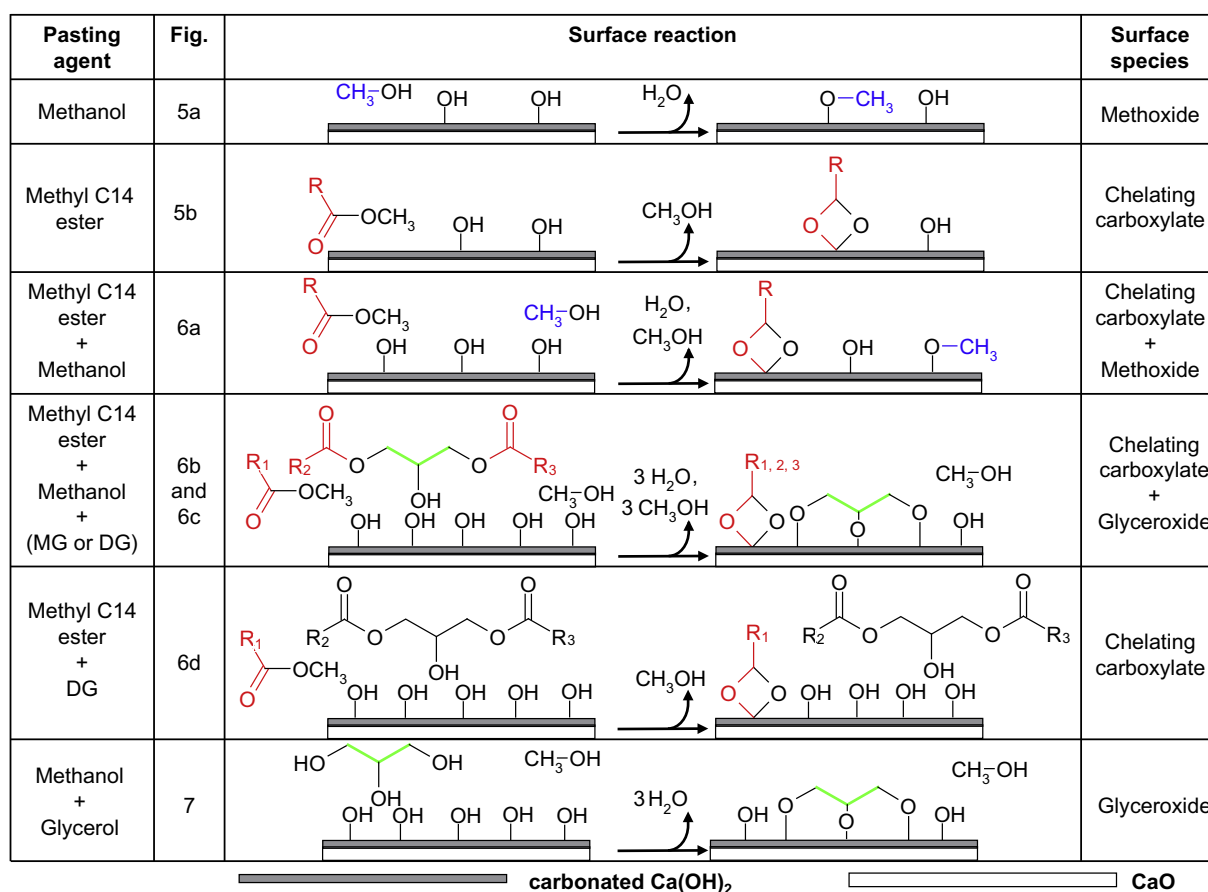 Pasting agent
Fig.
Surface reaction
Surface species
Methanol
5a
CH3-OH
OH
OH
H2O
O-CH3
OH
Methoxide
Methyl C14
ester
5b
R
OCH3
O
OH
OH
CH3OH
R
O
O
OH
Chelating
carboxylate
Methyl C14
ester
+
Methanol
6a
R
OCH3
O
CH3-OH
OH
OH
OH
H2O,
CH3OH
R
O
O
OH
O-CH3
Chelating
carboxylate
+
Methoxide
Methyl C14
ester
+
Methanol
+
(MG or DG)
6b
and
6c
O
O
R1
R2
O
O
R3
OCH3
OH
CH3-OH
O
OH
OH
OH
OH
OH
3 H2O,
3 CH3OH
R1, 2, 3
CH3-OH
O
O
O
O
O
OH
Chelating
carboxylate
+
Glyceroxide
Methyl C14
ester
+
DG
6d
O
O
R1
R2
O
O
R3
OCH3
OH
O
OH
OH
OH
OH
OH
CH3OH
O
O
R1
R2
O
O
R3
OH
O
O
OH
OH
OH
OH
Chelating
carboxylate
Methanol
+
Glycerol
7
HO
OH
CH3-OH
OH
OH
OH
OH
OH
OH
3 H2O
CH3-OH
OH
O
O
O
OH
Glyceroxide
carbonated Ca(OH)2
CaO